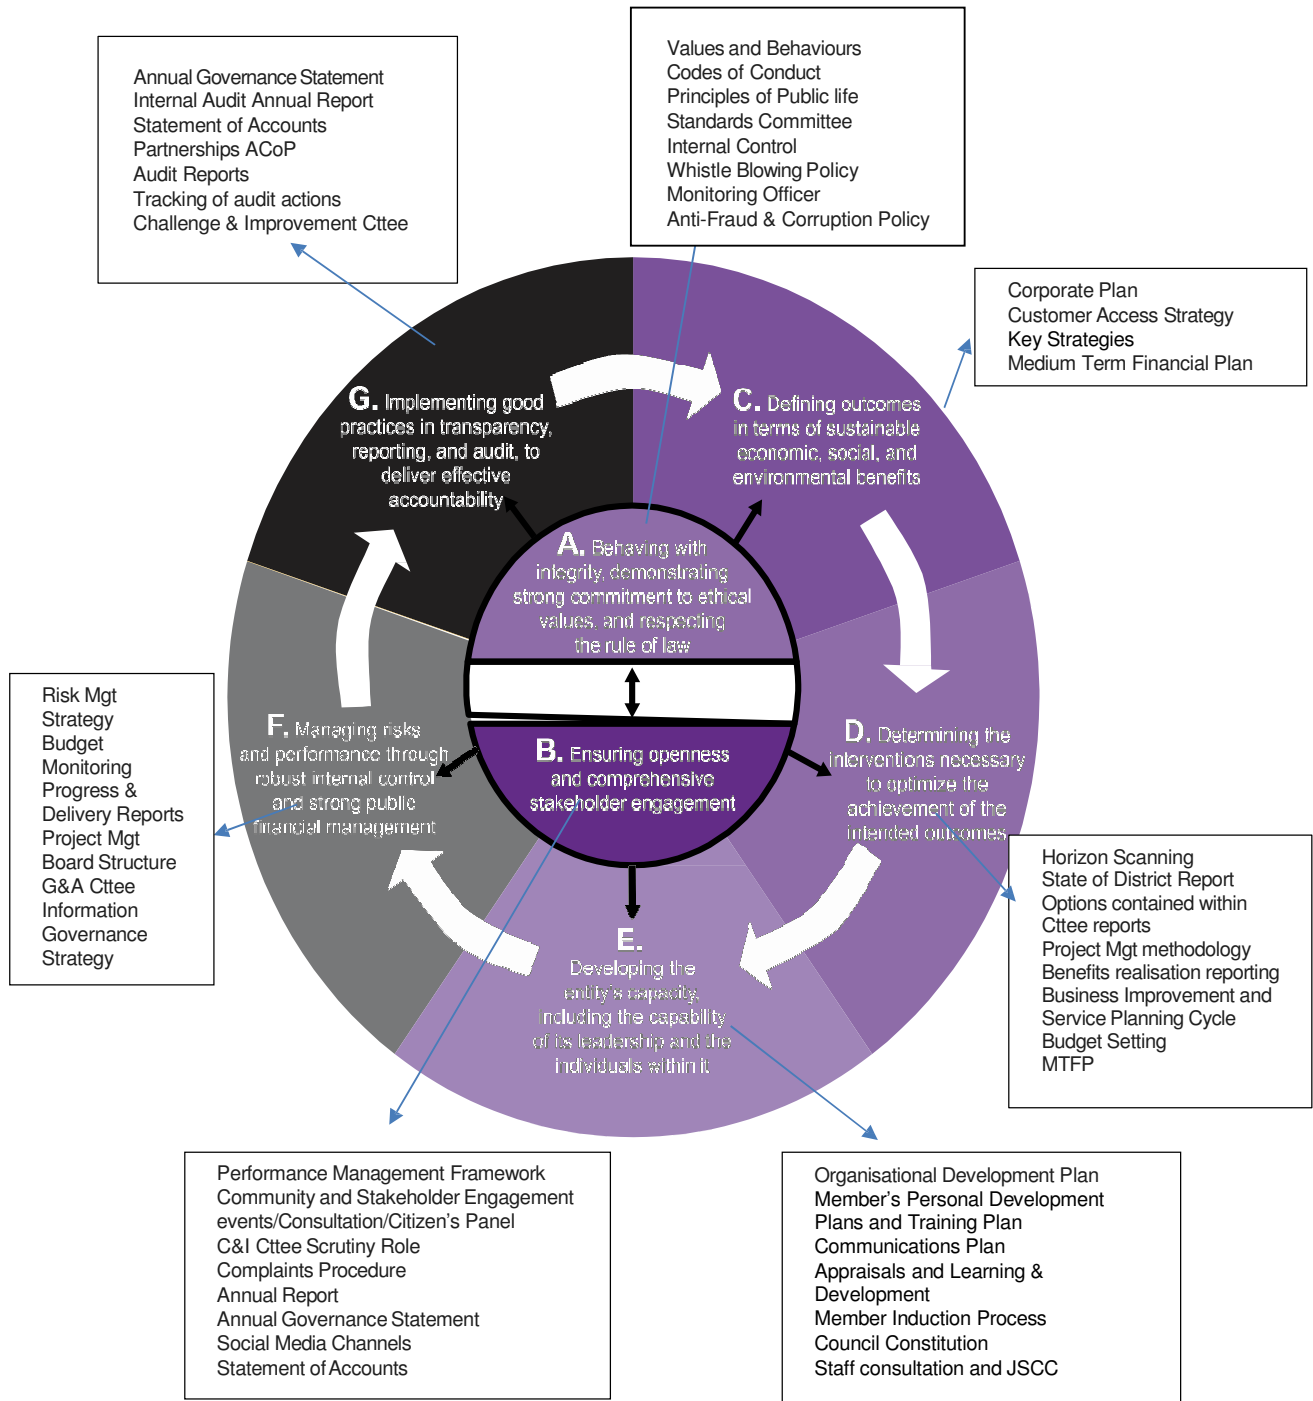 Annual Governance Statement
Internal Audit Annual Report
Statement of Accounts
Partnerships ACoP
Audit Reports
Tracking of audit actions
Challenge & Improvement Cttee
Values and Behaviours
Codes of Conduct
Principles of Public life
Standards Committee
Internal Control
Whistle Blowing Policy
Monitoring Officer
Anti-Fraud & Corruption Policy
Corporate Plan
Customer Access Strategy
Key Strategies
Medium Term Financial Plan
G. Implementing good
practices in transparency,
reporting, and audit, to
deliver effective
accountability
C. Defining outcomes
in terms of sustainable
economic, social, and
environmental benefits
A. Behaving with
integrity, demonstrating
strong commitment to ethical
values, and respecting
the rule of law
Risk Mgt
Strategy
Budget
Monitoring
Progress &
Delivery Reports
Project Mgt
Board Structure
G&A Cttee
Information
Governance
Strategy
F. Managing risks
and performance through
robust internal control
and strong public
financial management
B. Ensuring openness
and comprehensive
stakeholder engagement
D. Determining the
interventions necessary
to optimize the
achievement of the
intended outcomes
Horizon Scanning
State of District Report
Options contained within
Cttee reports
Project Mgt methodology
Benefits realisation reporting
Business Improvement and
Service Planning Cycle
Budget Setting
MTFP
E.
Developing the
entity's capacity,
including the capability
of its leadership and the
individuals within it
Performance Management Framework
Community and Stakeholder Engagement
events/Consultation/Citizen's Panel
C&I Cttee Scrutiny Role
Complaints Procedure
Annual Report
Annual Governance Statement
Social Media Channels
Statement of Accounts
Organisational Development Plan
Member's Personal Development
Plans and Training Plan
Communications Plan
Appraisals and Learning &
Development
Member Induction Process
Council Constitution
Staff consultation and JSCC